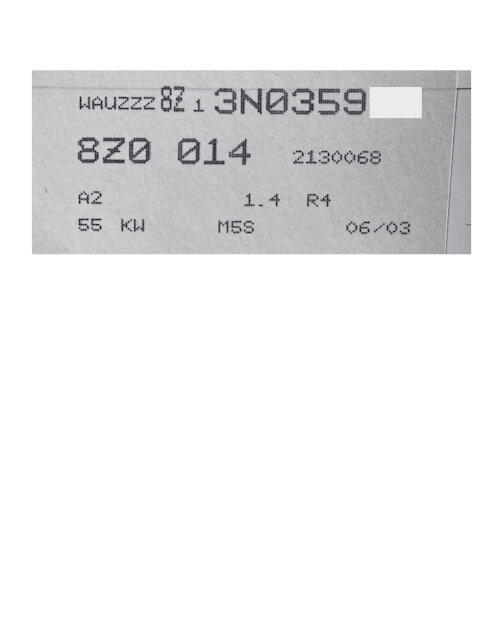 WAUZZZ8Z 1 3N0359
8Z0 014 2130068
A2 1.4 R4
55 KW M5S 06/03